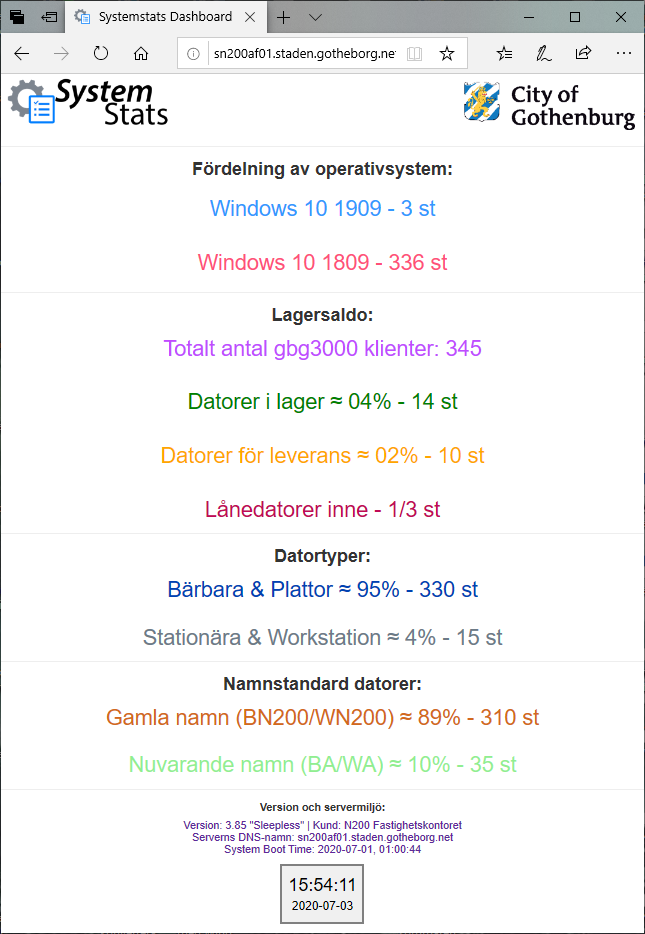 Systemstats Dashboard
sn200af01.staden.gotheborg.net
System
Stats
City of
Gothenburg
Fördelning av operativsystem:
Windows 10 1909 - 3 st
Windows 10 1809 - 336 st
Lagersaldo:
Totalt antal gbg3000 klienter: 345
Datorer i lager ≈ 04% - 14 st
Datorer för leverans ≈ 02% - 10 st
Lånedatorer inne - 1/3 st
Datortyper:
Bärbara & Plattor ≈ 95% - 330 st
Stationära & Workstation ≈ 4% - 15 st
Namnstandard datorer:
Gamla namn (BN200/WN200) ≈ 89% - 310 st
Nuvarande namn (BA/WA) ≈ 10% - 35 st
Version och servermiljö:
Version: 3.85 "Sleepless" | Kund: N200 Fastighetskontoret
Serverns DNS-namn: sn200af01.staden.gotheborg.net
System Boot Time: 2020-07-01, 01:00:44
15:54:11
2020-07-03